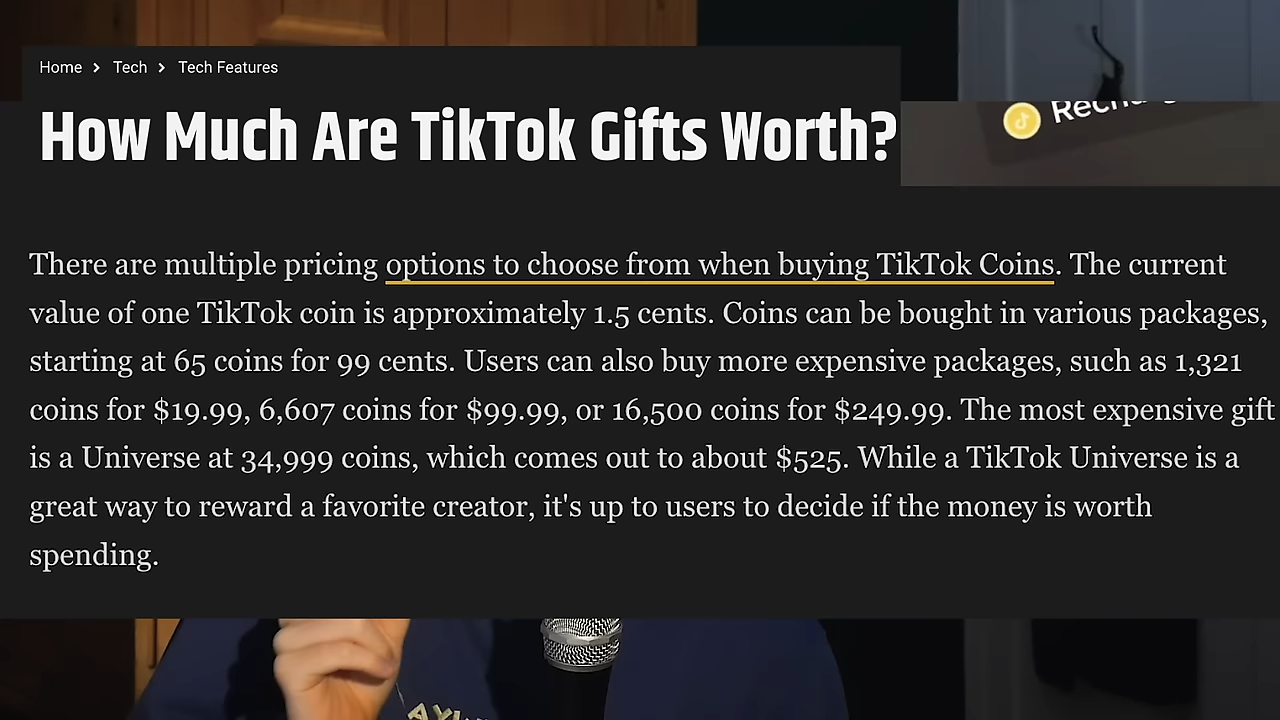 Home > Tech > Tech Features
How Much Are TikTok Gifts Worth?
There are multiple pricing options to choose from when buying TikTok Coins. The current
value of one TikTok coin is approximately 1.5 cents. Coins can be bought in various packages,
starting at 65 coins for 99 cents. Users can also buy more expensive packages, such as 1,321
coins for $19.99, 6,607 coins for $99.99, or 16,500 coins for $249.99. The most expensive gift
is a Universe at 34,999 coins, which comes out to about $525. While a TikTok Universe is a
great way to reward a favorite creator, it's up to users to decide if the money is worth
spending.